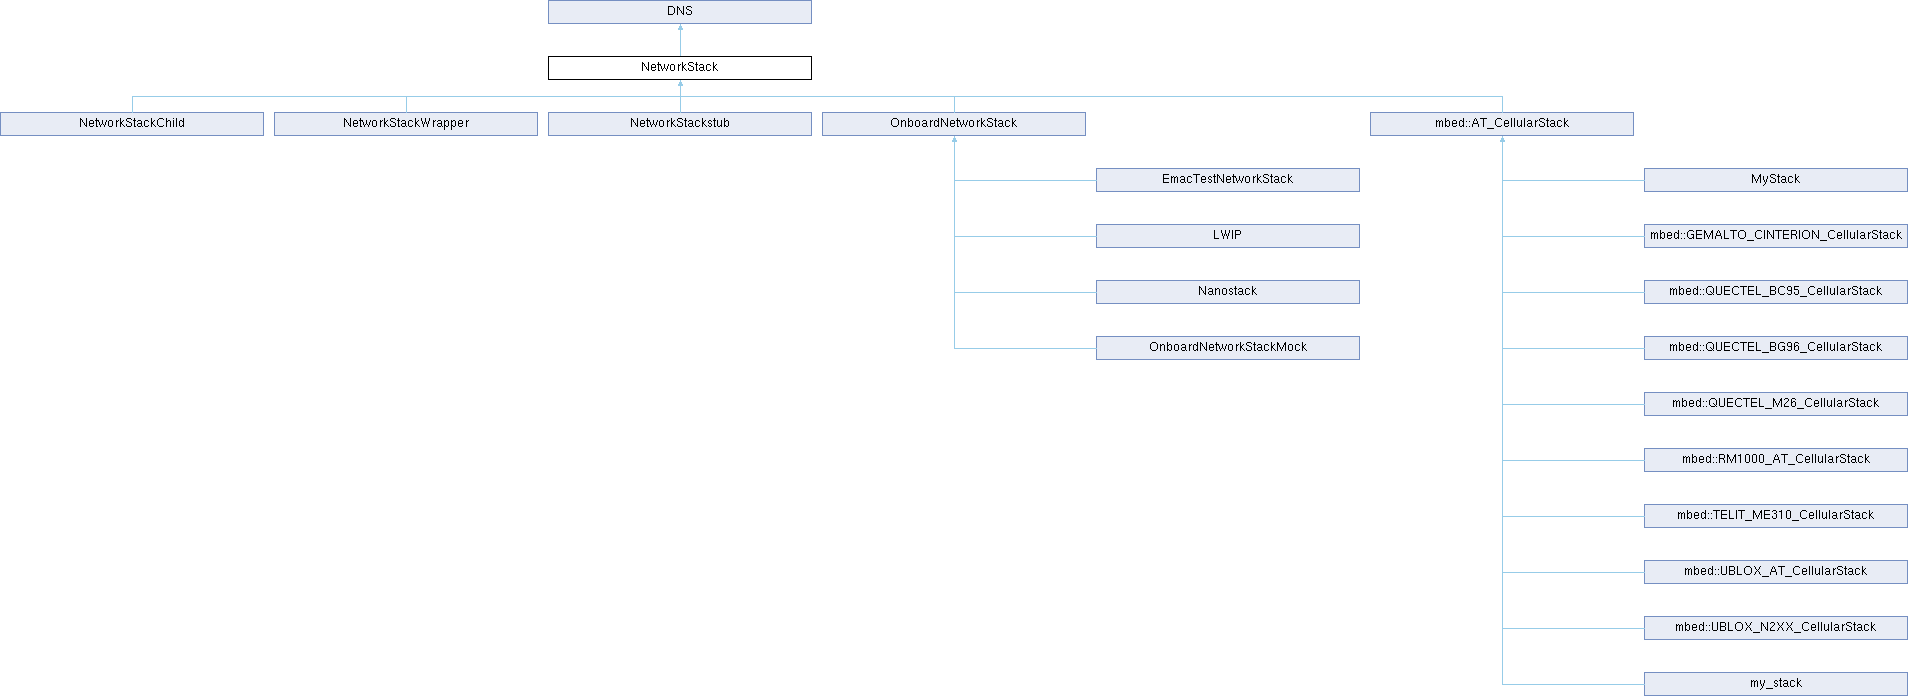 DNS
NetworkStack
NetworkStackChild
NetworkStackWrapper
NetworkStackstub
OnboardNetworkStack
mbed::AT_CellularStack
EmacTestNetworkStack
MyStack
LWIP
mbed::GEMALTO_CINTERION_CellularStack
Nanostack
mbed::QUECTEL_BC95_CellularStack
OnboardNetworkStackMock
mbed::QUECTEL_BG96_CellularStack
mbed::QUECTEL_M26_CellularStack
mbed::RM1000_AT_CellularStack
mbed::TELIT_ME310_CellularStack
mbed::UBLOX_AT_CellularStack
mbed::UBLOX_N2XX_CellularStack
my_stack